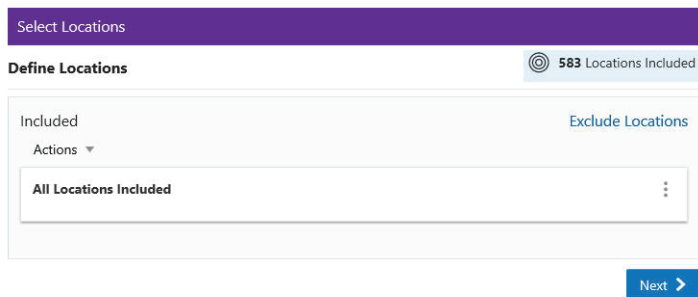 Select Locations
Define Locations
583 Locations Included
Included
Exclude Locations
Actions
All Locations Included
Next